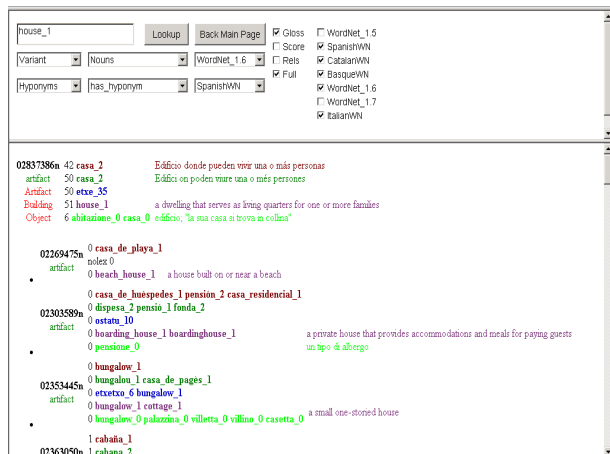 house_1 Lookup Back Main Page Gloss WordNet_1.5
Score SpanishWN
Variant Nouns WordNet_1.6 Rels CatalanWN
Full BasqueWN
Hyponyms has_hyponym SpanishWN WordNet_1.6
WordNet_1.7
ItalianWN
02837386n 42 casa_2 Edificio donde pueden vivir una o más personas
artifact 50 casa_2 Edifici on poden viure una o més persones
Artifact 50 etxe_35
Building 51 house_1 a dwelling that serves as living quarters for one or more families
Object 6 abitazione_0 casa_0 edificio; "la sua casa si trova in collina"
0 casa_de_playa_1
02269475n nolex 0
artifact 0 beach_house_1 a house built on or near a beach
0 casa_de_huéspedes_1 pensión_2 casa_residencial_1
0 dispesa_2 pensió_1 fonda_2
02303589n 0 ostatu_10
artifact 0 boarding_house_1 boardinghouse_1 a private house that provides accommodations and meals for paying guests
0 pensione_0 un tipo di albergo
0 bungalow_1
0 bungalou_1 casa_de_pagès_1
02353445n 0 etxetxo_6 bungalow_1
artifact 0 bungalow_1 cottage_1 a small one-storied house
0 bungalow_0 palazzina_0 villetta_0 villino_0 casetta_0
1 cabaña_1
02363050n 1 cabana_2